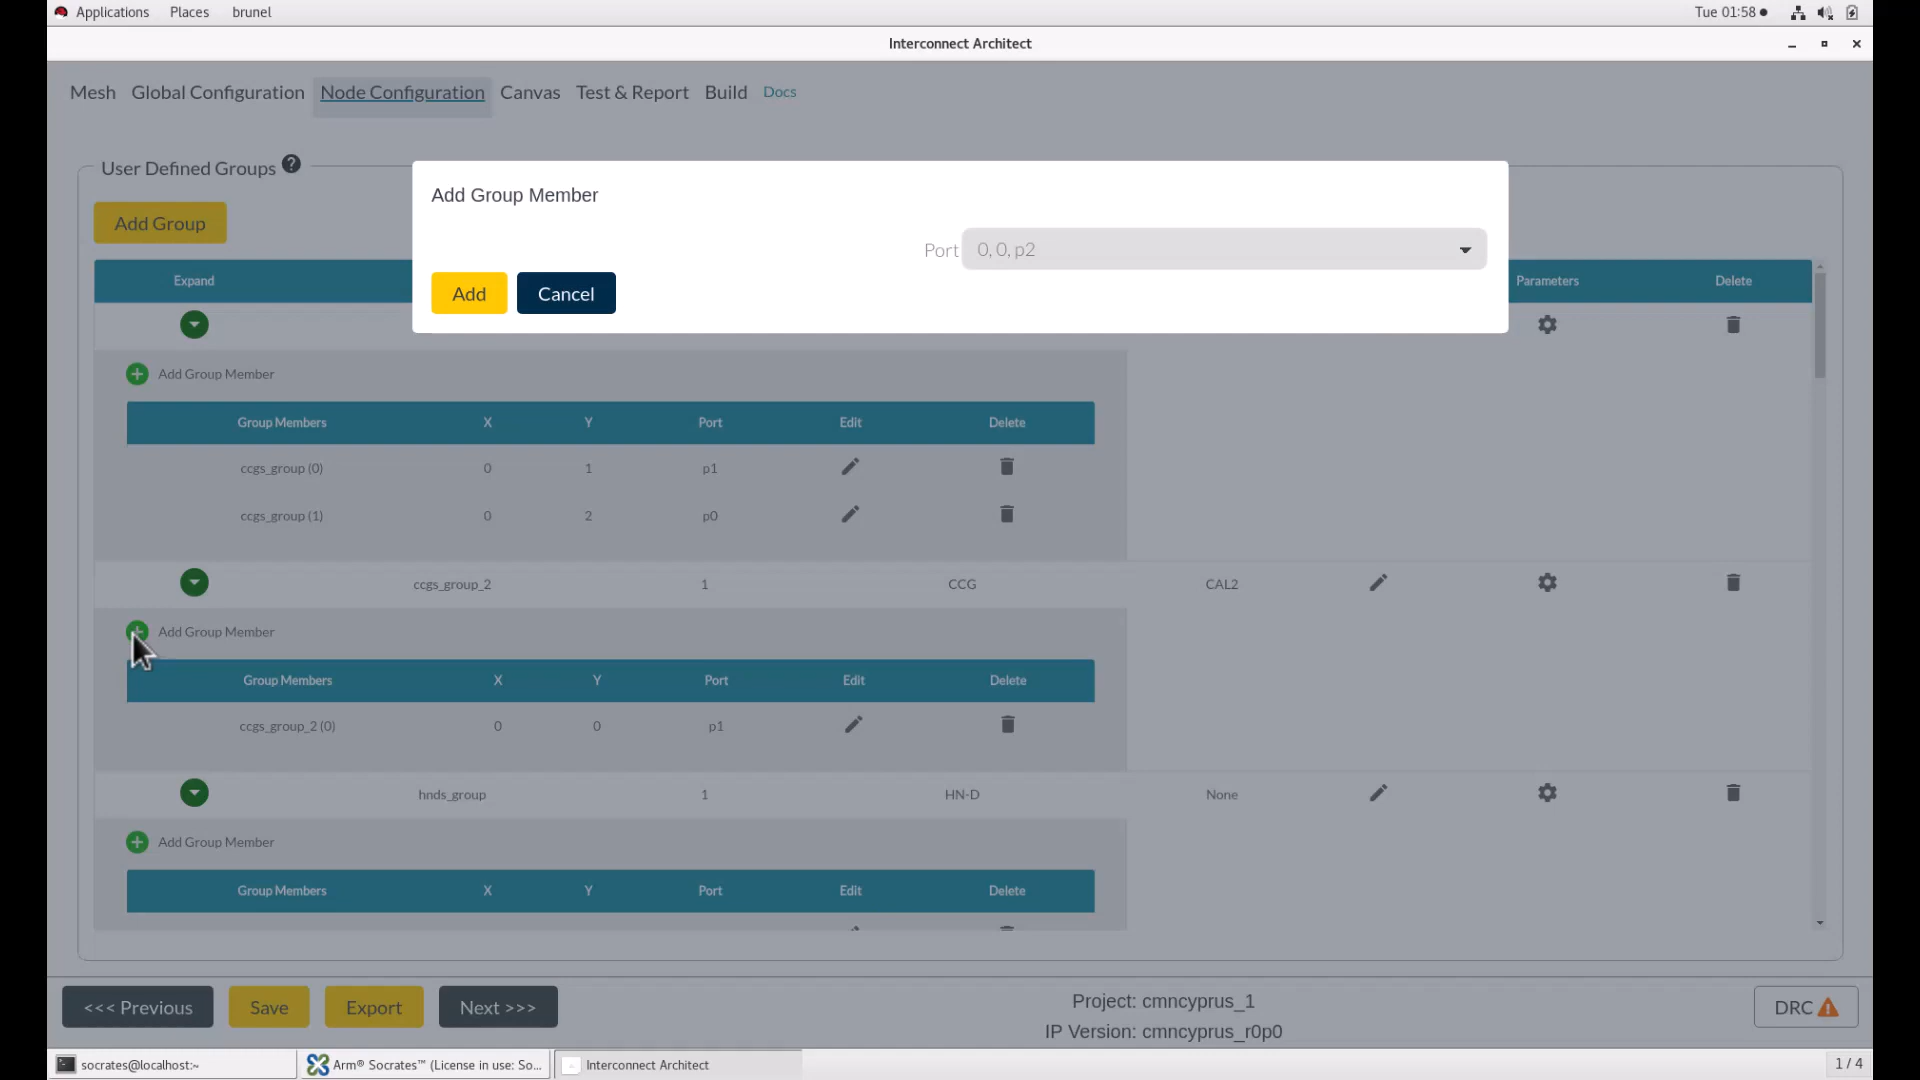 Applications Places brunel Tue 01:58
Interconnect Architect
Mesh Global Configuration Node Configuration Canvas Test & Report Build Docs
User Defined Groups ?
Add Group
Add Group Member
Port 0, 0, p2
Add Cancel
Expand Parameters Delete
Add Group Member
Group Members X Y Port Edit Delete
ccgs_group (0) 0 1 p1
ccgs_group (1) 0 2 p0
ccgs_group_2 1 CCG CAL2
Add Group Member
Group Members X Y Port Edit Delete
ccgs_group_2 (0) 0 0 p1
hnds_group 1 HN-D None
Add Group Member
Group Members X Y Port Edit Delete
<<< Previous Save Export Next >>> Project: cmncyprus_1 DRC
IP Version: cmncyprus_r0p0
socrates@localhost:~ Arm® Socrates™ (License in use: So... Interconnect Architect 1 / 4